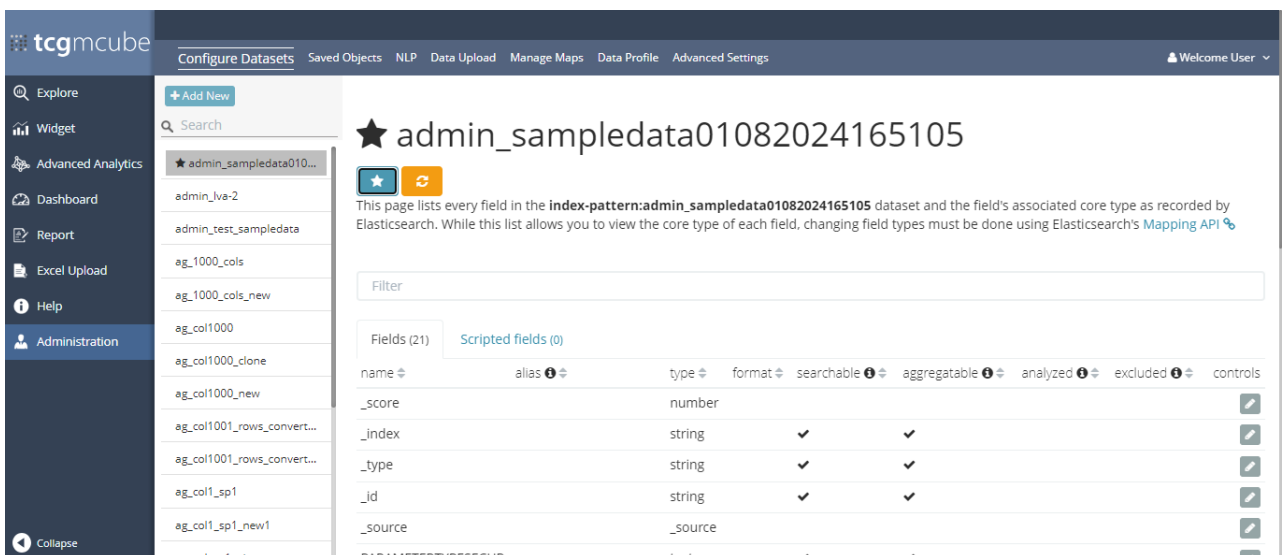 tcgmcube
Configure Datasets Saved Objects NLP Data Upload Manage Maps Data Profile Advanced Settings
Welcome User
Explore
Widget
Advanced Analytics
Dashboard
Report
Excel Upload
Help
Administration
Collapse
+ Add New
Search
admin_sampledata010...
admin_lva-2
admin_test_sampledata
ag_1000_cols
ag_1000_cols_new
ag_col1000
ag_col1000_clone
ag_col1000_new
ag_col1001_rows_convert...
ag_col1001_rows_convert...
ag_col1_sp1
ag_col1_sp1_new1
admin_sampledata01082024165105
This page lists every field in the index-pattern:admin_sampledata01082024165105 dataset and the field's associated core type as recorded by
Elasticsearch. While this list allows you to view the core type of each field, changing field types must be done using Elasticsearch's Mapping API
Filter
Fields (21) Scripted fields (0)
name alias type format searchable aggregatable analyzed excluded controls
_score number
_index string
_type string
_id string
_source _source